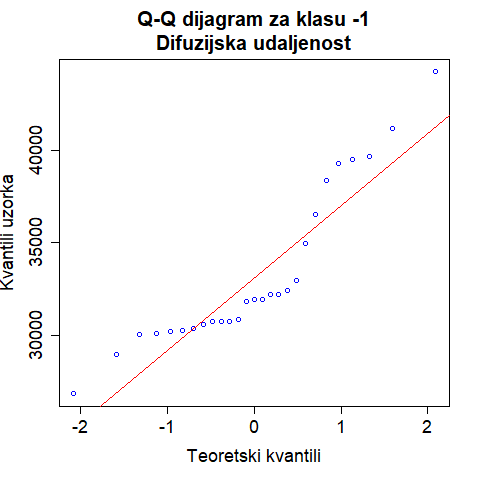 Q-Q dijagram za klasu -1
Difuzijska udaljenost
Kvantili uzorka
40000
35000
30000
-2 -1 0 1 2
Teoretski kvantili